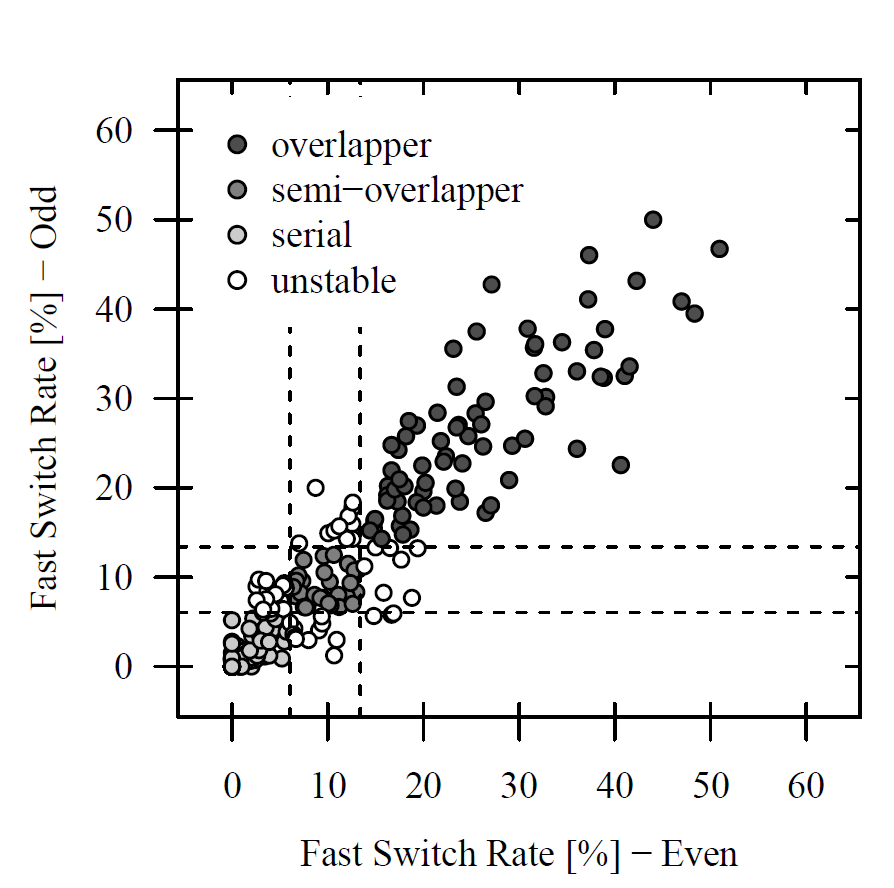 overlapper
semi−overlapper
serial
unstable
60
50
40
30
20
10
0
Fast Switch Rate [%] − Odd
0 10 20 30 40 50 60
Fast Switch Rate [%] − Even